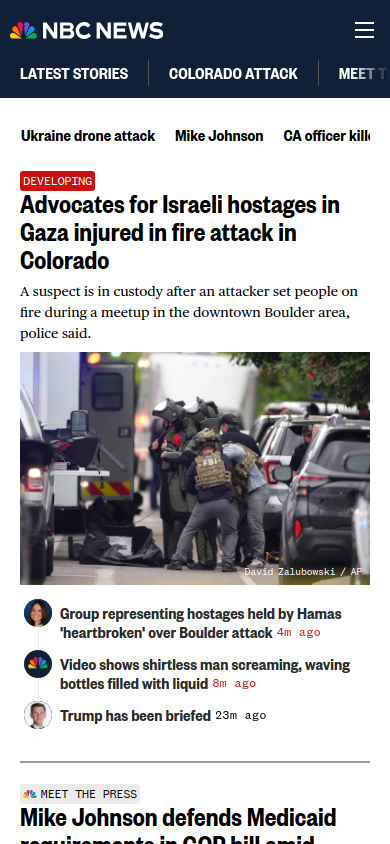 NBC NEWS
LATEST STORIES COLORADO ATTACK MEET T
Ukraine drone attack Mike Johnson CA officer kille
DEVELOPING
Advocates for Israeli hostages in
Gaza injured in fire attack in
Colorado
A suspect is in custody after an attacker set people on
fire during a meetup in the downtown Boulder area,
police said.
FBI
David Zalubowski / AP
Group representing hostages held by Hamas
'heartbroken' over Boulder attack 4m ago
Video shows shirtless man screaming, waving
bottles filled with liquid 8m ago
Trump has been briefed 23m ago
MEET THE PRESS
Mike Johnson defends Medicaid
requirements in GOP bill amid